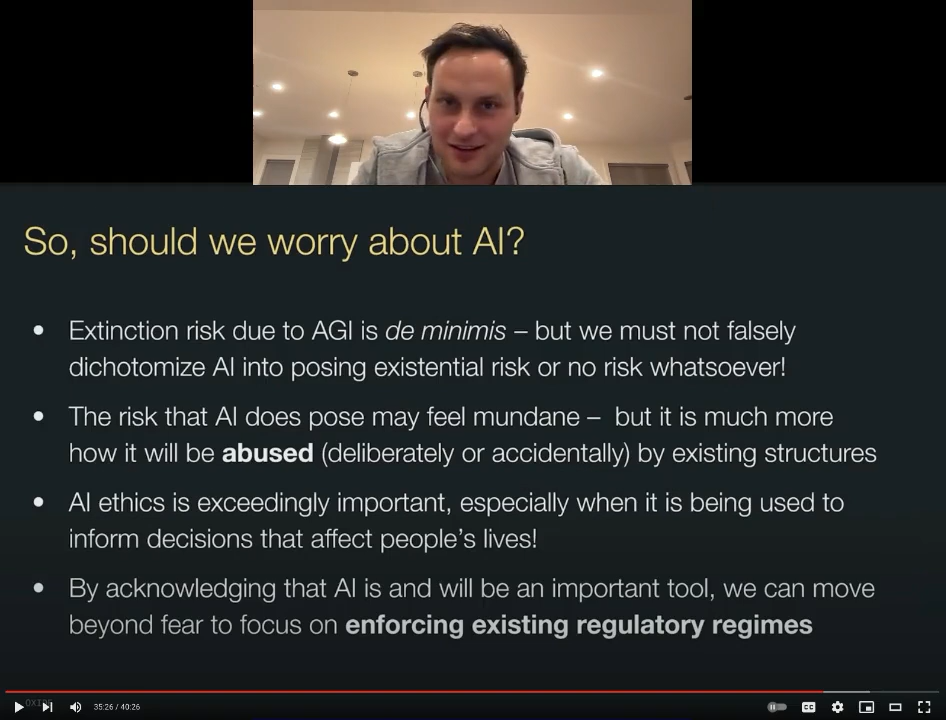 So, should we worry about AI?
• Extinction risk due to AGI is de minimis – but we must not falsely
dichotomize AI into posing existential risk or no risk whatsoever!
• The risk that AI does pose may feel mundane – but it is much more
how it will be abused (deliberately or accidentally) by existing structures
• AI ethics is exceedingly important, especially when it is being used to
inform decisions that affect people's lives!
• By acknowledging that AI is and will be an important tool, we can move
beyond fear to focus on enforcing existing regulatory regimes
35:26 / 40:26
CC